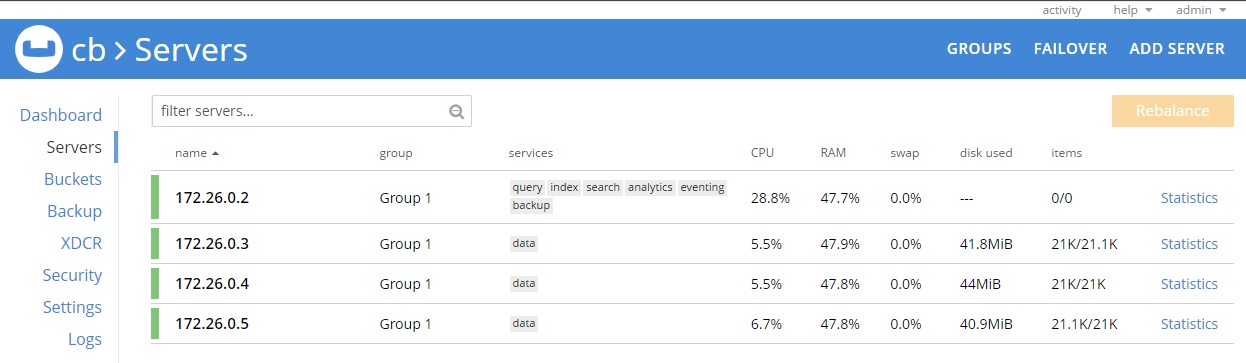 activity help admin
cb > Servers GROUPS FAILOVER ADD SERVER
Dashboard
Servers
Buckets
Backup
XDCR
Security
Settings
Logs
filter servers... Rebalance
name group services CPU RAM swap disk used items
172.26.0.2 Group 1 query index search analytics eventing 28.8% 47.7% 0.0% --- 0/0 Statistics
backup
172.26.0.3 Group 1 data 5.5% 47.9% 0.0% 41.8MiB 21K/21.1K Statistics
172.26.0.4 Group 1 data 5.5% 47.8% 0.0% 44MiB 21K/21K Statistics
172.26.0.5 Group 1 data 6.7% 47.8% 0.0% 40.9MiB 21.1K/21K Statistics